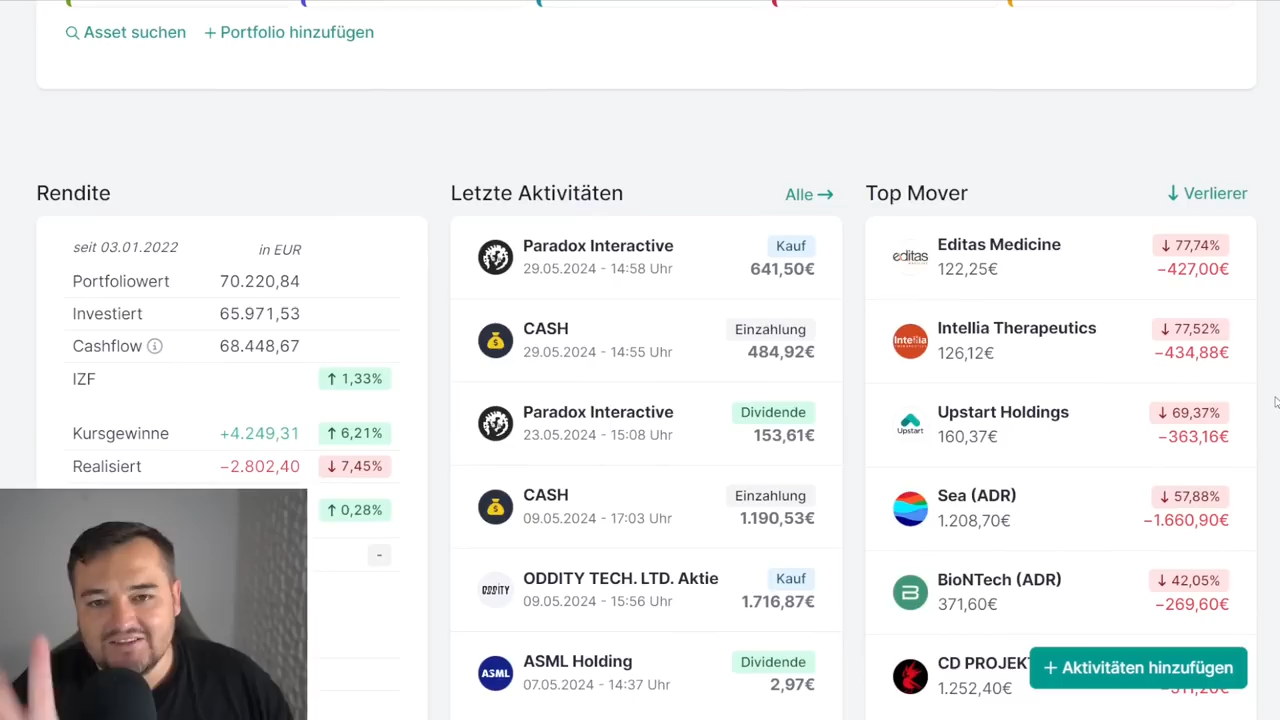 Asset suchen + Portfolio hinzufügen
Rendite
seit 03.01.2022 in EUR
Portfoliowert 70.220,84
Investiert 65.971,53
Cashflow 68.448,67
IZF ↑ 1,33%
Kursgewinne +4.249,31 ↑ 6,21%
Realisiert −2.802,40 ↓ 7,45%
↑ 0,28%
-
Letzte Aktivitäten Alle →
Paradox Interactive Kauf
29.05.2024 - 14:58 Uhr 641,50€
CASH Einzahlung
29.05.2024 - 14:55 Uhr 484,92€
Paradox Interactive Dividende
23.05.2024 - 15:08 Uhr 153,61€
CASH Einzahlung
09.05.2024 - 17:03 Uhr 1.190,53€
ODDITY ODDITY TECH. LTD. Aktie Kauf
09.05.2024 - 15:56 Uhr 1.716,87€
ASML ASML Holding Dividende
07.05.2024 - 14:37 Uhr 2,97€
Top Mover ↓ Verlierer
editas Editas Medicine ↓ 77,74%
122,25€ −427,00€
Intellia Intellia Therapeutics ↓ 77,52%
126,12€ −434,88€
Upstart Upstart Holdings ↓ 69,37%
160,37€ −363,16€
Sea (ADR) ↓ 57,88%
1.208,70€ −1.660,90€
BioNTech (ADR) ↓ 42,05%
371,60€ −269,60€
CD PROJEKT
1.252,40€
+ Aktivitäten hinzufügen